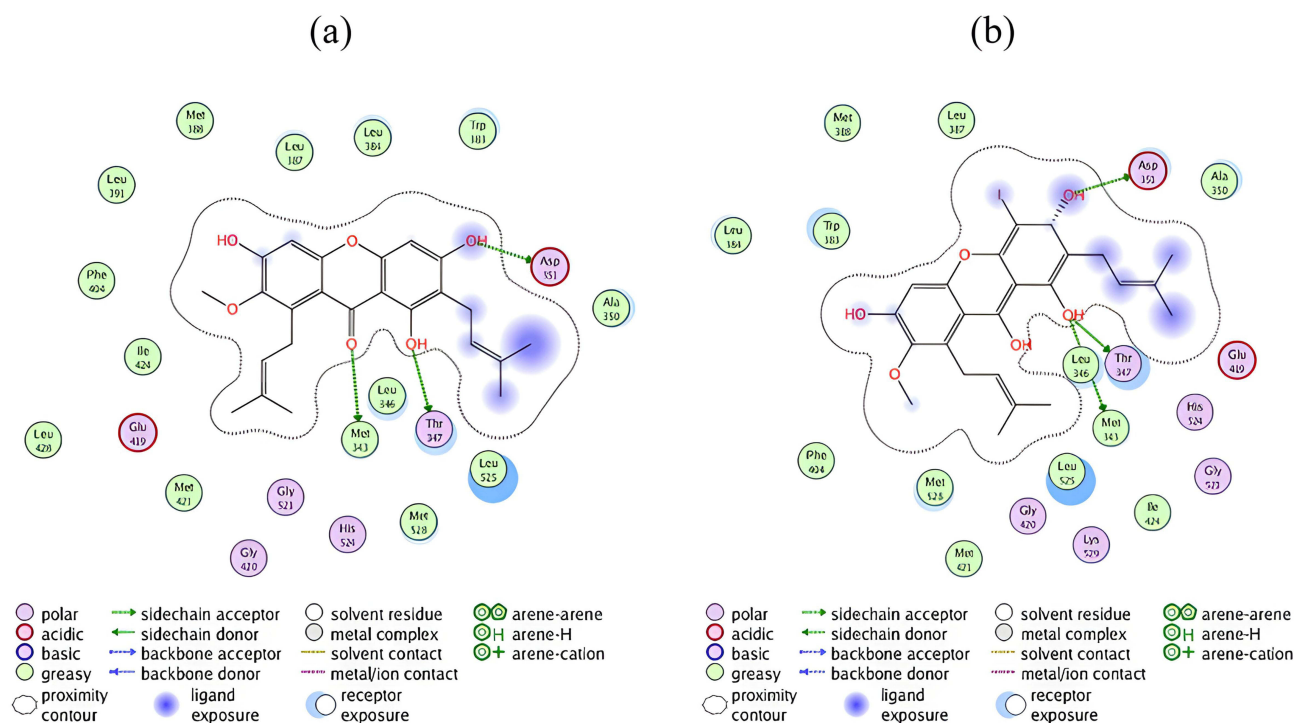 (a)
(b)
Met
388
Leu
387
Leu
384
Trp
383
Leu
391
HO
O
OH
Asp
351
Phe
404
Ala
350
O
O
OH
Ile
424
Leu
346
Glu
419
Met
343
Thr
347
Leu
428
Met
421
Gly
521
Leu
525
His
524
Met
528
Gly
420
Met
388
Leu
387
Asp
Ala
350
I
OH
Leu
384
Trp
383
O
HO
OH
OH
O
Leu
346
Thr
347
Glu
419
His
524
Met
343
Phe
404
Met
528
Leu
525
Gly
Gly
420
Ile
424
Lys
529
Met
421
polar
sidechain acceptor
solvent residue
arene-arene
acidic
sidechain donor
metal complex
H
arene-H
basic
backbone acceptor
solvent contact
+
arene-cation
greasy
backbone donor
metal/ion contact
proximity
contour
ligand
exposure
receptor
exposure
polar
sidechain acceptor
solvent residue
arene-arene
acidic
sidechain donor
metal complex
H
arene-H
basic
backbone acceptor
solvent contact
+
arene-cation
greasy
backbone donor
metal/ion contact
proximity
contour
ligand
exposure
receptor
exposure